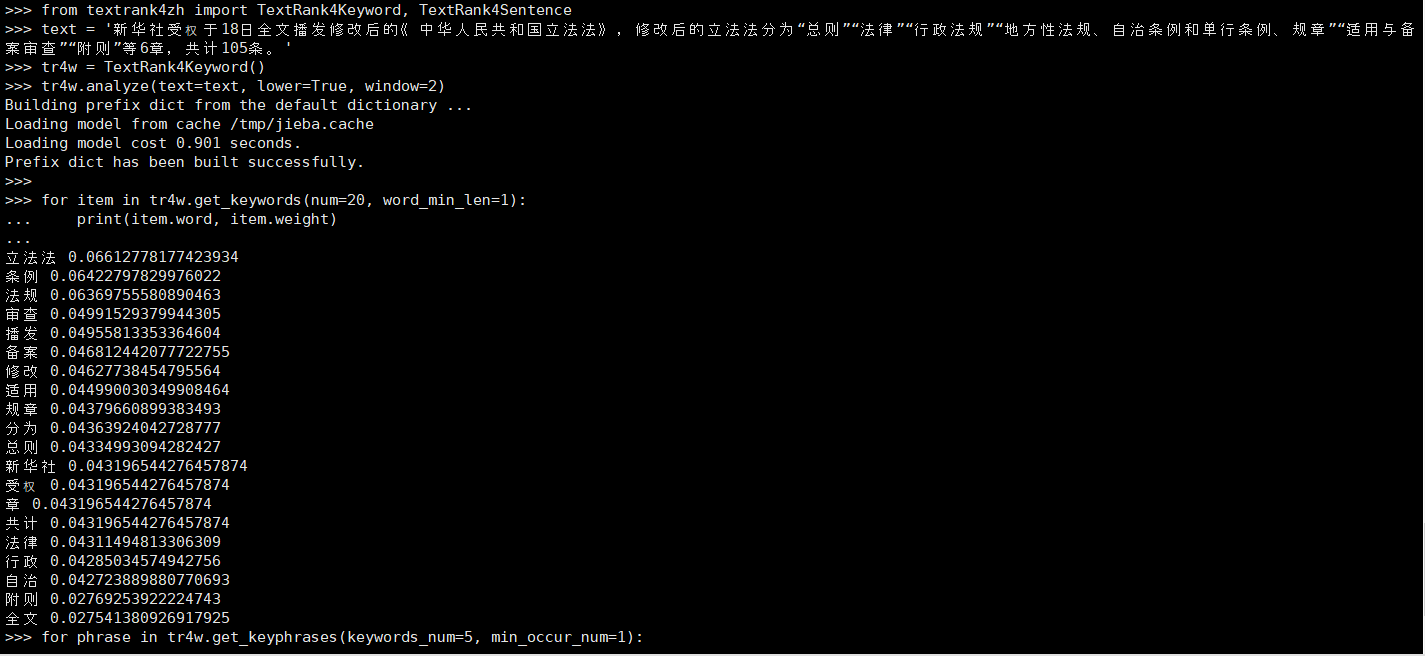 >>> from textrank4zh import TextRank4Keyword, TextRank4Sentence
>>> text = '新华社受权于18日全文播发修改后的《中华人民共和国立法法》，修改后的立法法分为“总则”“法律”“行政法规”“地方性法规、自治条例和单行条例、规章”“适用与备
案审查”“附则”等6章，共计105条。'
>>> tr4w = TextRank4Keyword()
>>> tr4w.analyze(text=text, lower=True, window=2)
Building prefix dict from the default dictionary ...
Loading model from cache /tmp/jieba.cache
Loading model cost 0.901 seconds.
Prefix dict has been built successfully.
>>>
>>> for item in tr4w.get_keywords(num=20, word_min_len=1):
...     print(item.word, item.weight)
...
立法法 0.06612778177423934
条例 0.06422797829976022
法规 0.06369755580890463
审查 0.04991529379944305
播发 0.04955813353364604
备案 0.046812442077722755
修改 0.04627738454795564
适用 0.044990030349908464
规章 0.04379660899383493
分为 0.04363924042728777
总则 0.04334993094282427
新华社 0.043196544276457874
受权 0.043196544276457874
章 0.043196544276457874
共计 0.043196544276457874
法律 0.04311494813306309
行政 0.04285034574942756
自治 0.042723889880770693
附则 0.02769253922224743
全文 0.027541380926917925
>>> for phrase in tr4w.get_keyphrases(keywords_num=5, min_occur_num=1):